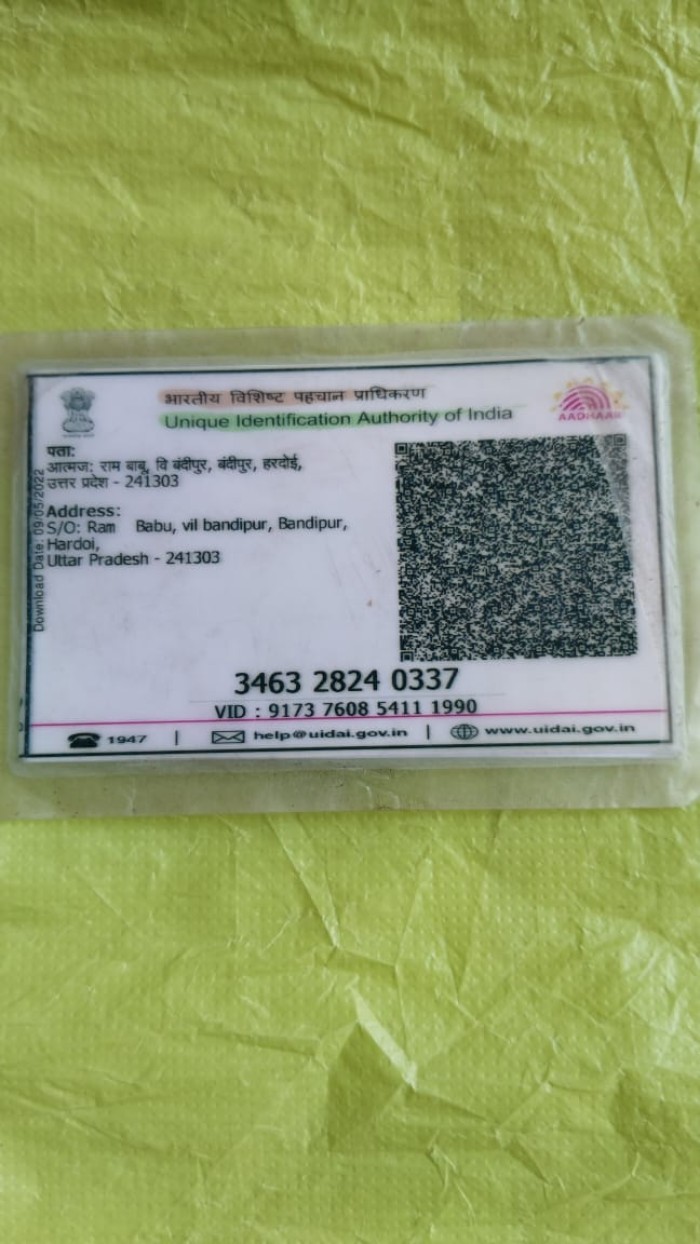 भारतीय विशिष्ट पहचान प्राधिकरण
Unique Identification Authority of India
AADHAAR
पता:
आत्मज: राम बाबू, वि बंदीपुर, बंदीपुर, हरदोई,
उत्तर प्रदेश - 241303
Address:
S/O: Ram Babu, vil bandipur, Bandipur,
Hardoi,
Uttar Pradesh - 241303
Download Date: 09/05/2022
3463 2824 0337
VID : 9173 7608 5411 1990
1947 | help@uidai.gov.in | www.uidai.gov.in